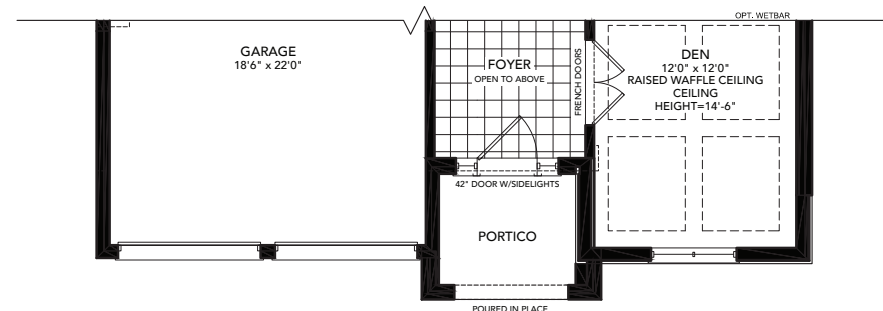 OPT. WETBAR
GARAGE
18'6" x 22'0"
FOYER
OPEN TO ABOVE
FRENCH DOORS
DEN
12'0" x 12'0"
RAISED WAFFLE CEILING
CEILING
HEIGHT=14'-6"
42" DOOR W/SIDELIGHTS
PORTICO
POURED IN PLACE